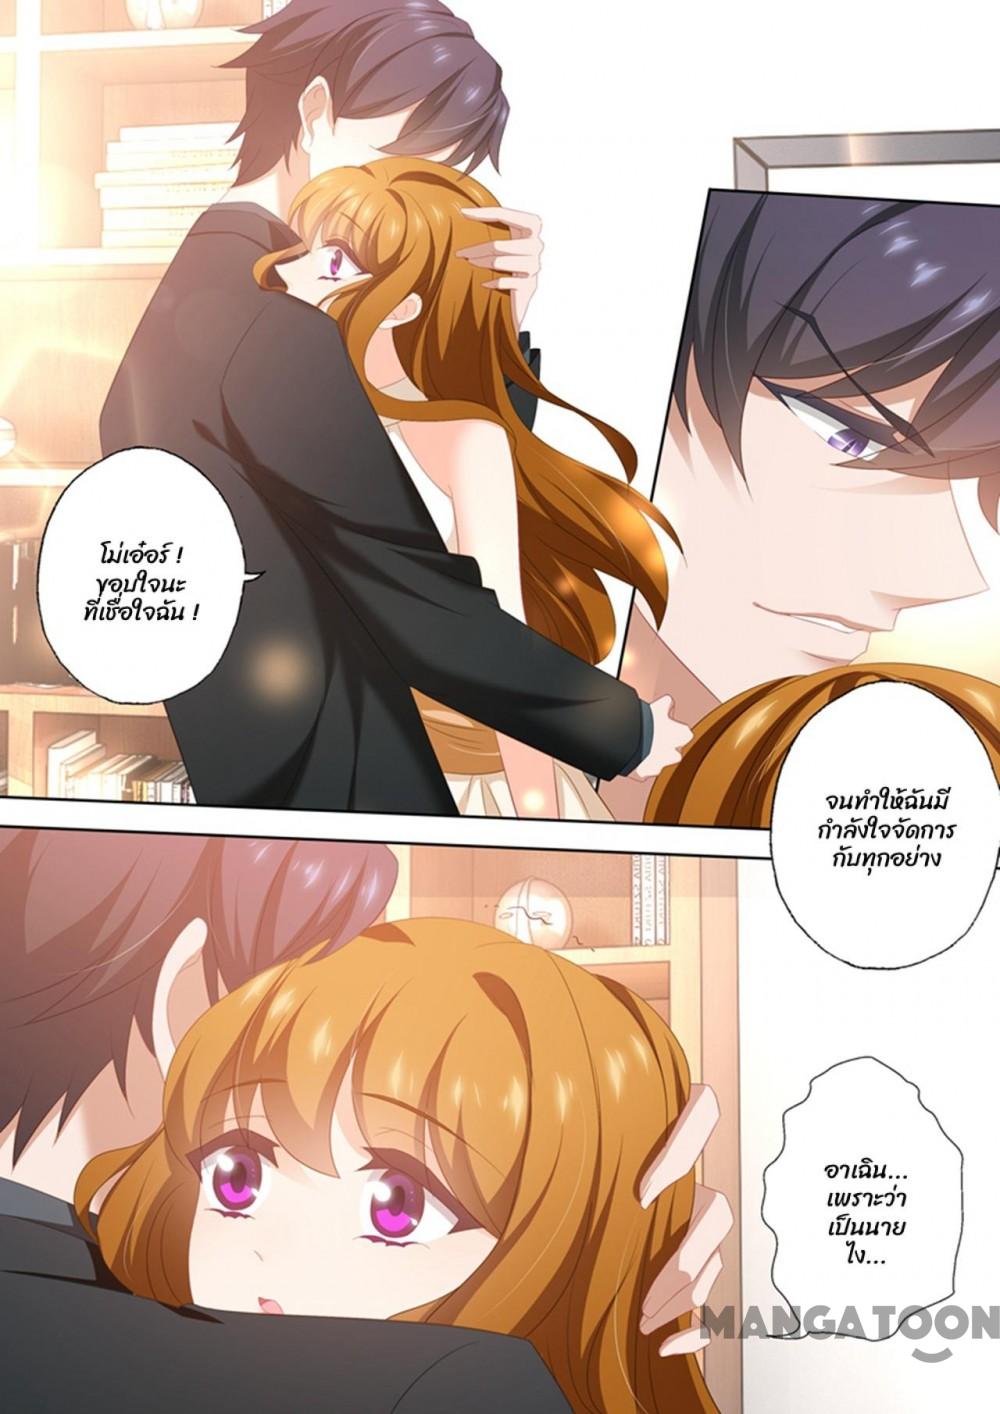 โม่เอ๋อร์ !
ขอบใจนะ
ที่เชื่อใจฉัน !
จนทำให้ฉันมี
กำลังใจจัดการ
กับทุกอย่าง
อาเฉิน...
เพราะว่า
เป็นนาย
ไง...
MANGATOON